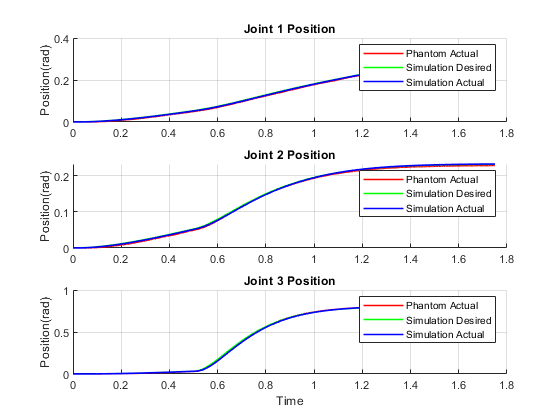 Joint 1 Position
Position(rad)
0.4
0.2
0
Phantom Actual
Simulation Desired
Simulation Actual
0 0.2 0.4 0.6 0.8 1 1.2 1.4 1.6 1.8
Joint 2 Position
Position(rad)
0.2
0.1
0
Phantom Actual
Simulation Desired
Simulation Actual
0 0.2 0.4 0.6 0.8 1 1.2 1.4 1.6 1.8
Joint 3 Position
Position(rad)
1
0.5
0
Phantom Actual
Simulation Desired
Simulation Actual
0 0.2 0.4 0.6 0.8 1 1.2 1.4 1.6 1.8
Time